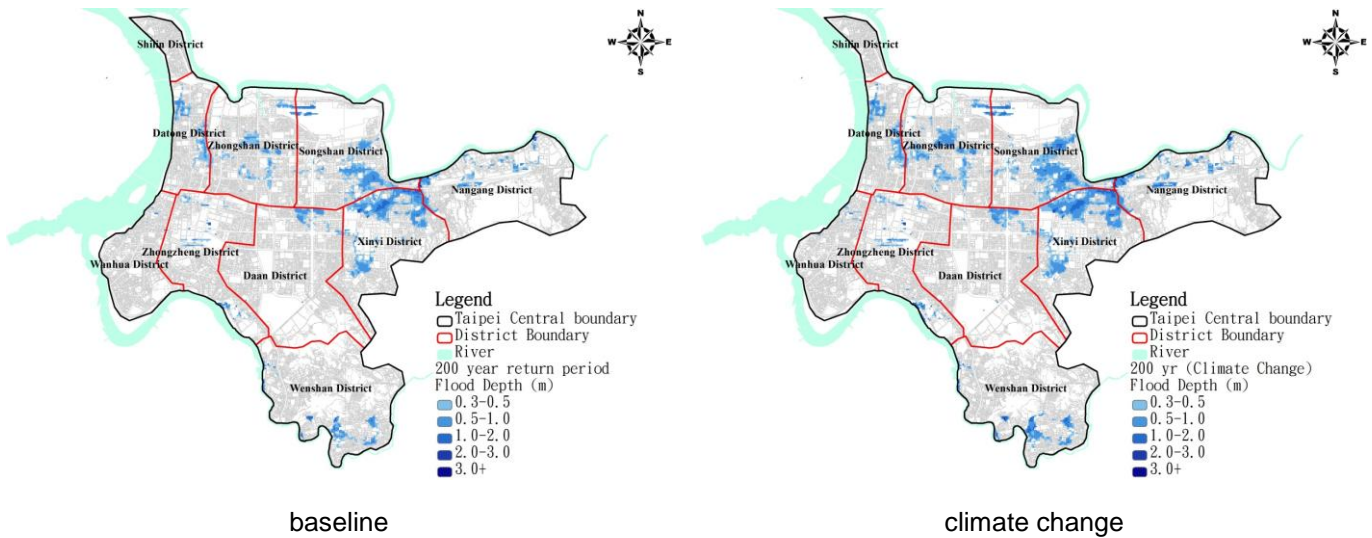 N
W E
S
Shilin District
Datong District
Zhongshan District
Songshan District
Nangang District
Zhongzheng District
Wanhua District
Xinyi District
Daan District
Wenshan District
Legend
Taipei Central boundary
District Boundary
River
200 year return period
Flood Depth (m)
0.3-0.5
0.5-1.0
1.0-2.0
2.0-3.0
3.0+
baseline
N
W E
S
Shilin District
Datong District
Zhongshan District
Songshan District
Nangang District
Zhongzheng District
Wanhua District
Xinyi District
Daan District
Wenshan District
Legend
Taipei Central boundary
District Boundary
River
200 yr (Climate Change)
Flood Depth (m)
0.3-0.5
0.5-1.0
1.0-2.0
2.0-3.0
3.0+
climate change